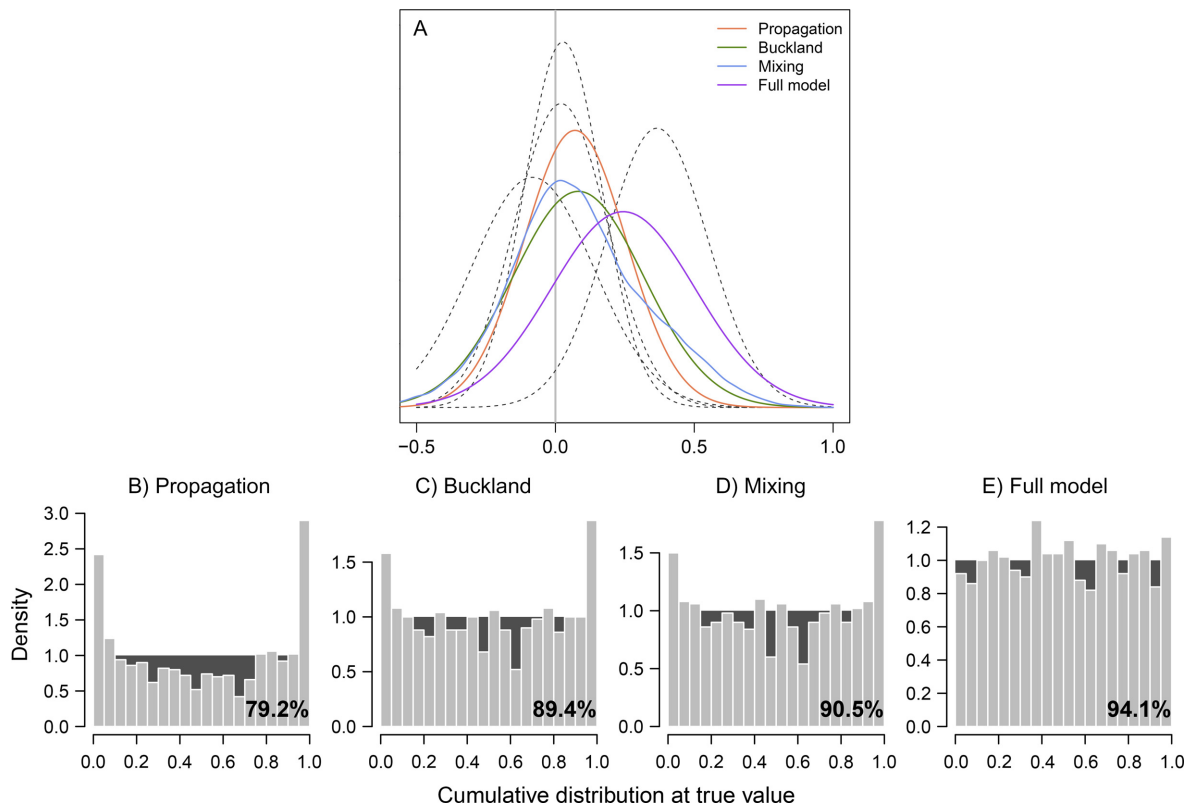 A
Propagation
Buckland
Mixing
Full model
−0.5 0.0 0.5 1.0
B) Propagation C) Buckland D) Mixing E) Full model
Density
3.0
2.5
2.0
1.5
1.0
0.5
0.0
79.2%
0.0 0.2 0.4 0.6 0.8 1.0
1.5
1.0
0.5
0.0
89.4%
0.0 0.2 0.4 0.6 0.8 1.0
1.5
1.0
0.5
0.0
90.5%
0.0 0.2 0.4 0.6 0.8 1.0
1.2
1.0
0.8
0.6
0.4
0.2
0.0
94.1%
0.0 0.2 0.4 0.6 0.8 1.0
Cumulative distribution at true value